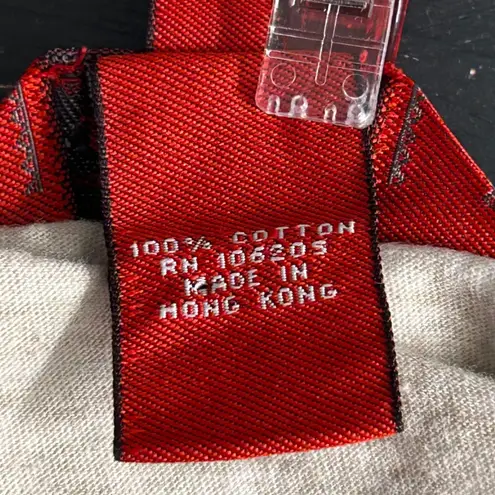 100% COTTON
RN 106205
MADE IN
HONG KONG